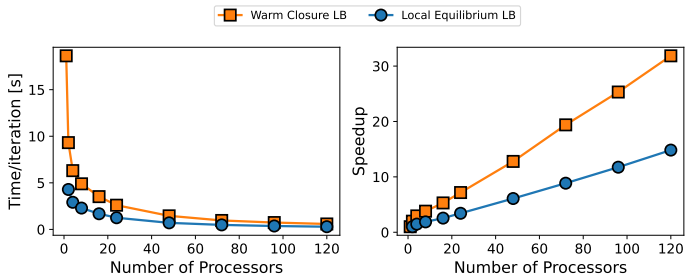 Warm Closure LB
Local Equilibrium LB
Time/iteration [s]
15
10
5
0
0 20 40 60 80 100 120
Number of Processors
Speedup
30
20
10
0
0 20 40 60 80 100 120
Number of Processors